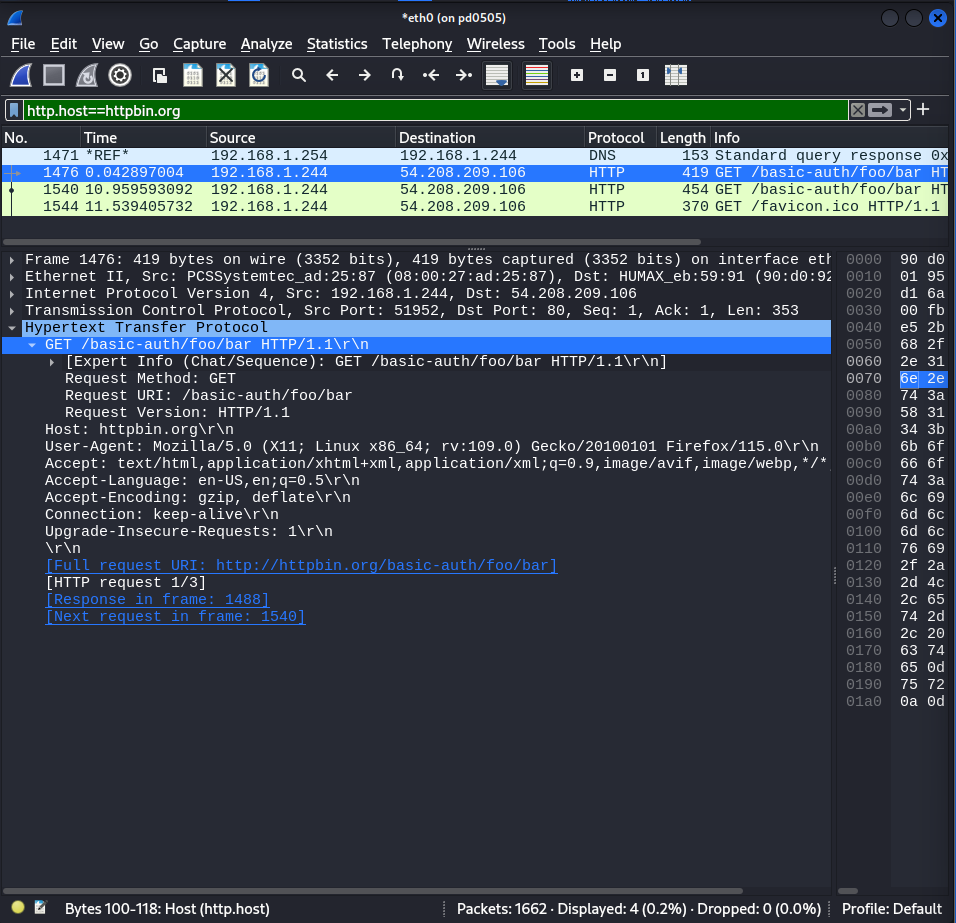 *eth0 (on pd0505)
File Edit View Go Capture Analyze Statistics Telephony Wireless Tools Help
http.host==httpbin.org
No. Time Source Destination Protocol Length Info
1471 *REF* 192.168.1.254 192.168.1.244 DNS 153 Standard query response 0x
1476 0.042897004 192.168.1.244 54.208.209.106 HTTP 419 GET /basic-auth/foo/bar HT
1540 10.959593092 192.168.1.244 54.208.209.106 HTTP 454 GET /basic-auth/foo/bar HT
1544 11.539405732 192.168.1.244 54.208.209.106 HTTP 370 GET /favicon.ico HTTP/1.1
Frame 1476: 419 bytes on wire (3352 bits), 419 bytes captured (3352 bits) on interface eth
Ethernet II, Src: PCSSystemtec_ad:25:87 (08:00:27:ad:25:87), Dst: HUMAX_eb:59:91 (90:d0:92
Internet Protocol Version 4, Src: 192.168.1.244, Dst: 54.208.209.106
Transmission Control Protocol, Src Port: 51952, Dst Port: 80, Seq: 1, Ack: 1, Len: 353
Hypertext Transfer Protocol
GET /basic-auth/foo/bar HTTP/1.1\r\n
[Expert Info (Chat/Sequence): GET /basic-auth/foo/bar HTTP/1.1\r\n]
Request Method: GET
Request URI: /basic-auth/foo/bar
Request Version: HTTP/1.1
Host: httpbin.org\r\n
User-Agent: Mozilla/5.0 (X11; Linux x86_64; rv:109.0) Gecko/20100101 Firefox/115.0\r\n
Accept: text/html,application/xhtml+xml,application/xml;q=0.9,image/avif,image/webp,*/*
Accept-Language: en-US,en;q=0.5\r\n
Accept-Encoding: gzip, deflate\r\n
Connection: keep-alive\r\n
Upgrade-Insecure-Requests: 1\r\n
\r\n
[Full request URI: http://httpbin.org/basic-auth/foo/bar]
[HTTP request 1/3]
[Response in frame: 1488]
[Next request in frame: 1540]
0000 90 d0
0010 01 95
0020 d1 6a
0030 00 fb
0040 e5 2b
0050 68 2f
0060 2e 31
0070 6e 2e
0080 74 3a
0090 58 31
00a0 34 3b
00b0 6b 6f
00c0 66 6f
00d0 74 3a
00e0 6c 69
00f0 6d 6c
0100 6d 6c
0110 76 69
0120 2f 2a
0130 2d 4c
0140 2c 65
0150 74 2d
0160 2c 20
0170 63 74
0180 65 0d
0190 75 72
01a0 0a 0d
Bytes 100-118: Host (http.host) Packets: 1662 · Displayed: 4 (0.2%) · Dropped: 0 (0.0%) Profile: Default